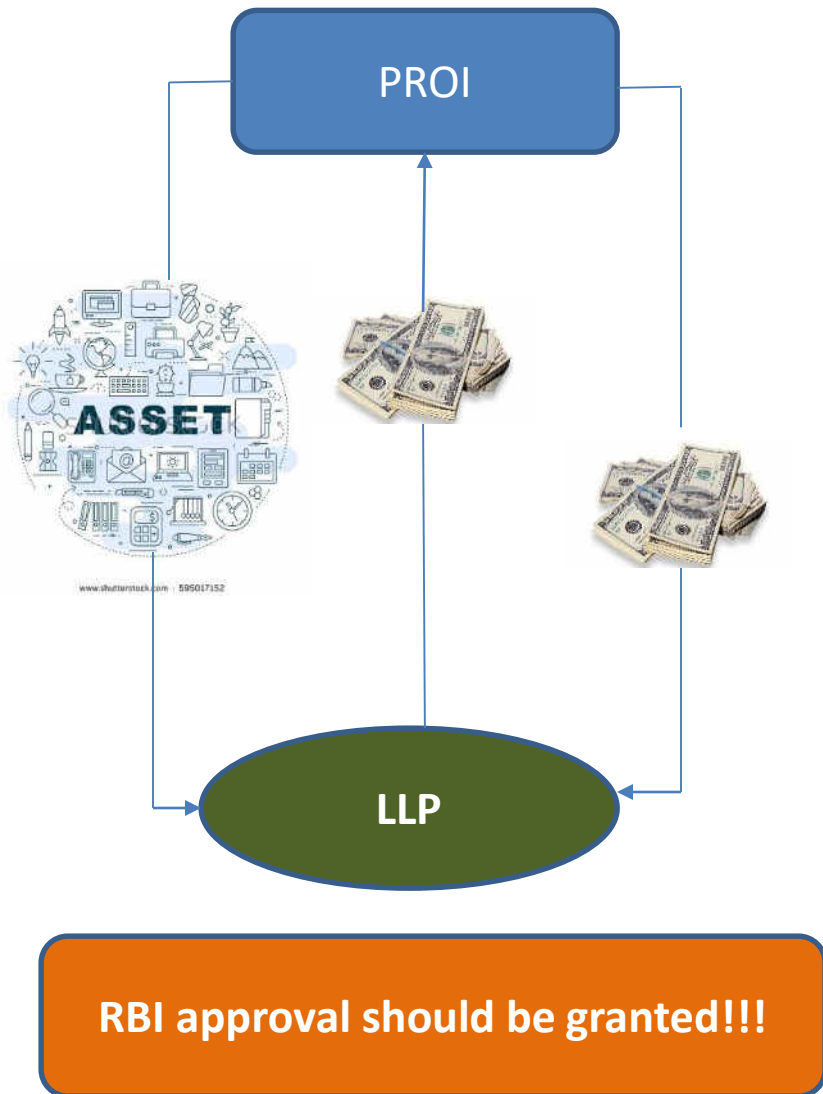 PROI
ASSET
www.shutterstock.com · 595017152
LLP
RBI approval should be granted!!!